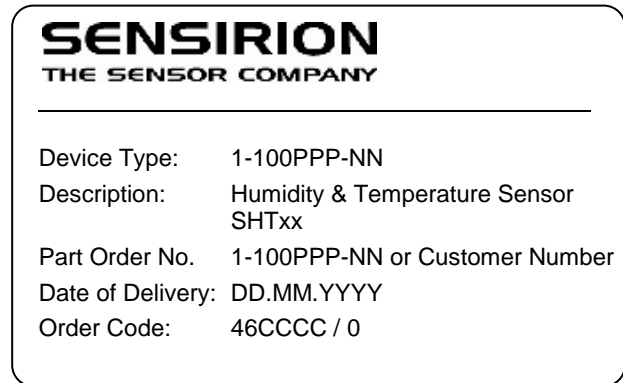 SENSIRION
THE SENSOR COMPANY
Device Type: 1-100PPP-NN
Description: Humidity & Temperature Sensor
SHTxx
Part Order No. 1-100PPP-NN or Customer Number
Date of Delivery: DD.MM.YYYY
Order Code: 46CCCC / 0